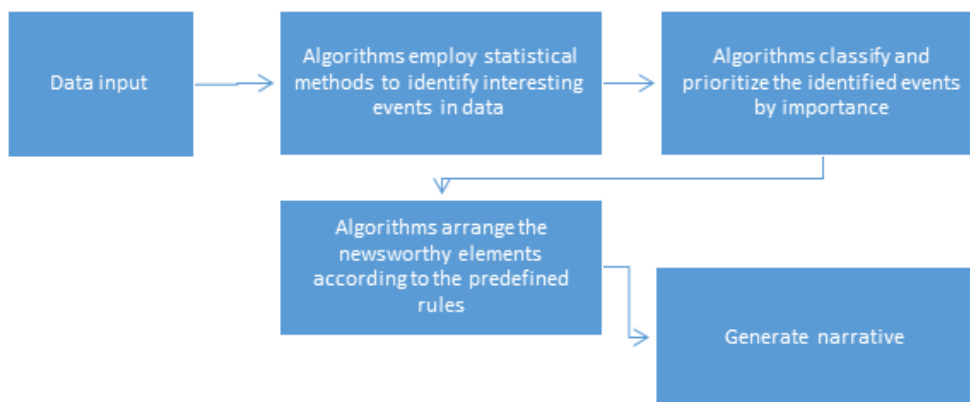 Data input
Algorithms employ statistical
methods to identify interesting
events in data
Algorithms classify and
prioritize the identified events
by importance
Algorithms arrange the
newsworthy elements
according to the predefined
rules
Generate narrative